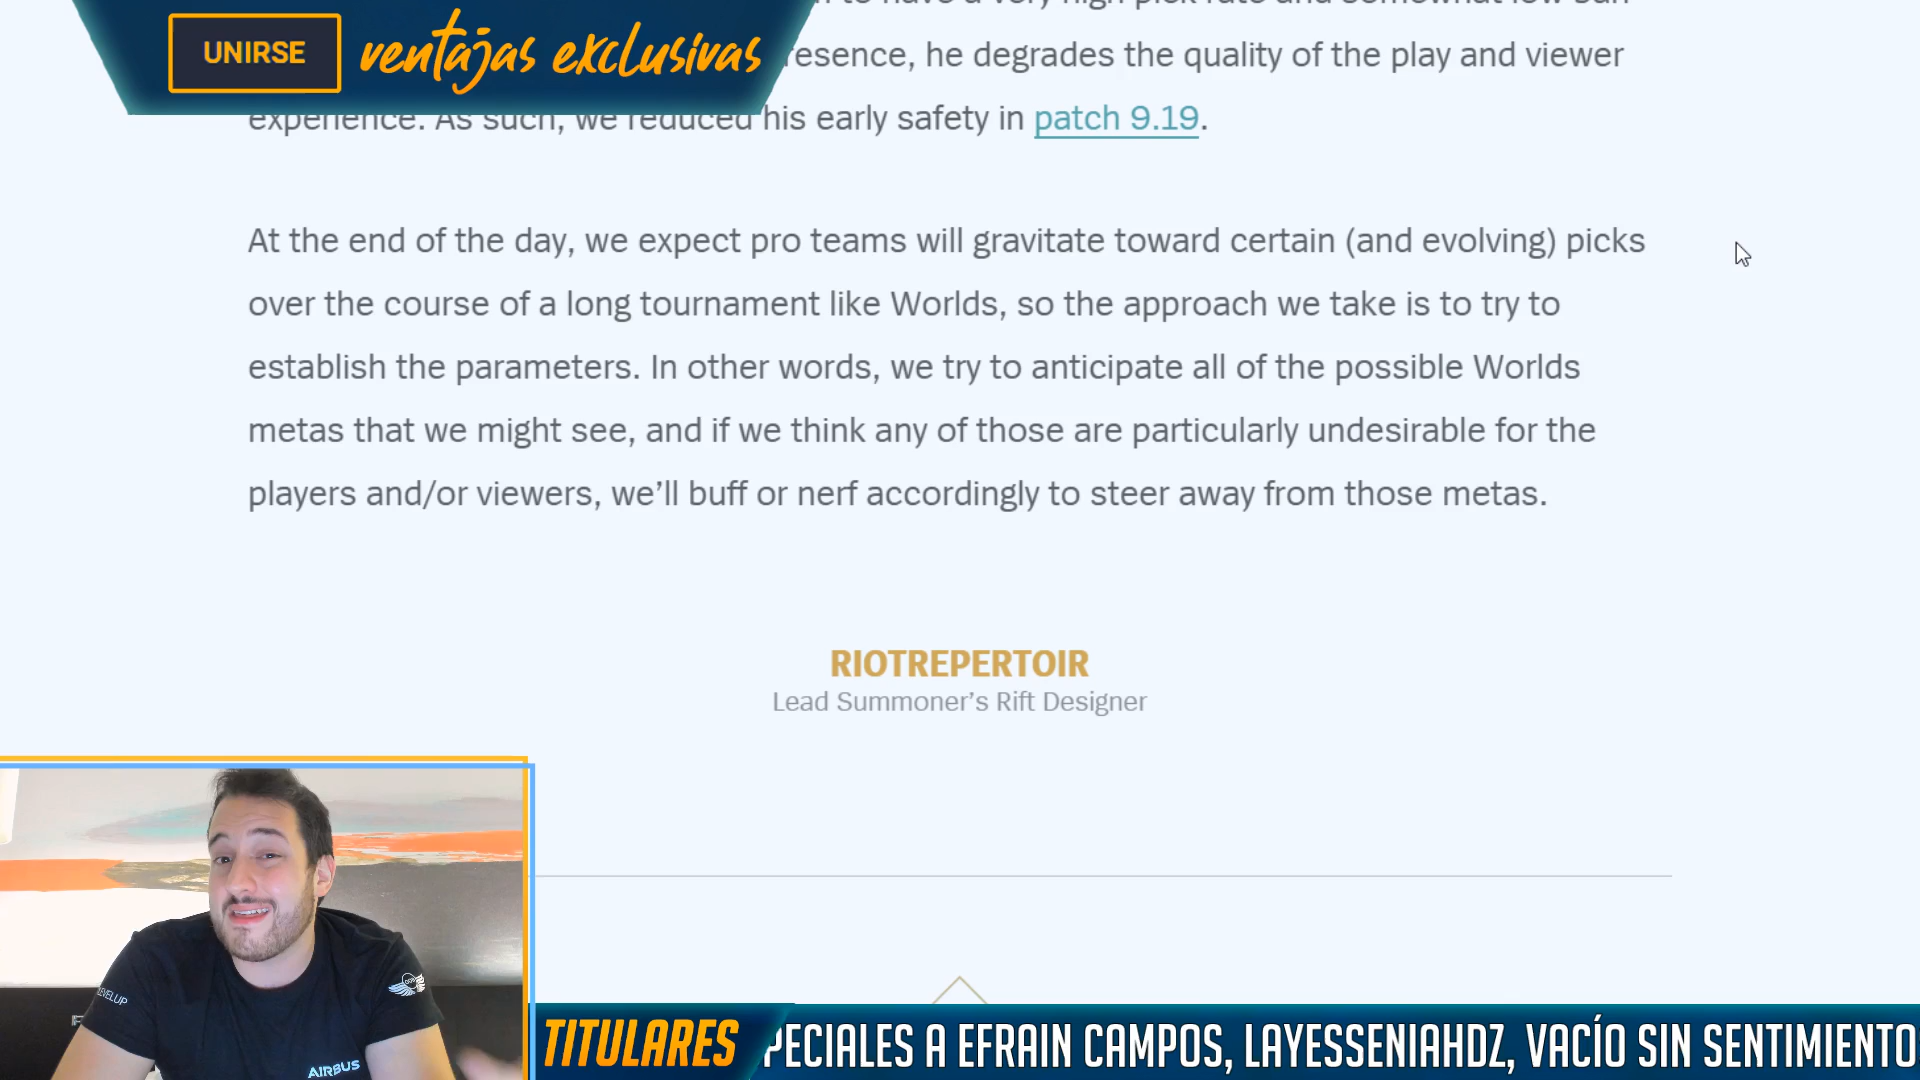 UNIRSE ventajas exclusivas
to have a very high pick rate and somewhat low ban
resence, he degrades the quality of the play and viewer
experience. As such, we reduced his early safety in patch 9.19.
At the end of the day, we expect pro teams will gravitate toward certain (and evolving) picks
over the course of a long tournament like Worlds, so the approach we take is to try to
establish the parameters. In other words, we try to anticipate all of the possible Worlds
metas that we might see, and if we think any of those are particularly undesirable for the
players and/or viewers, we’ll buff or nerf accordingly to steer away from those metas.
RIOTREPERTOIR
Lead Summoner’s Rift Designer
LEVELUP
AIRBUS
TITULARES PECIALES A EFRAIN CAMPOS, LAYESSENIAHDZ, VACÍO SIN SENTIMIENTO